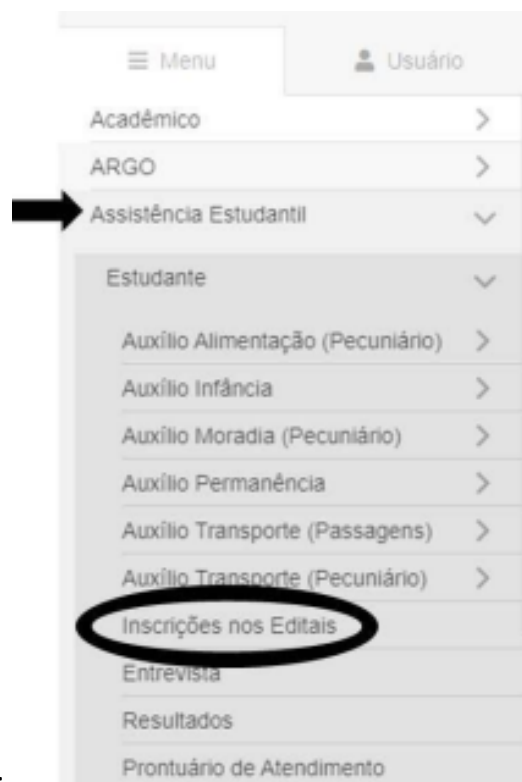 Menu
Usuário
Acadêmico
ARGO
Assistência Estudantil
Estudante
Auxílio Alimentação (Pecuniário)
Auxílio Infância
Auxílio Moradia (Pecuniário)
Auxílio Permanência
Auxílio Transporte (Passagens)
Auxílio Transporte (Pecuniário)
Inscrições nos Editais
Entrevista
Resultados
Prontuário de Atendimento
.